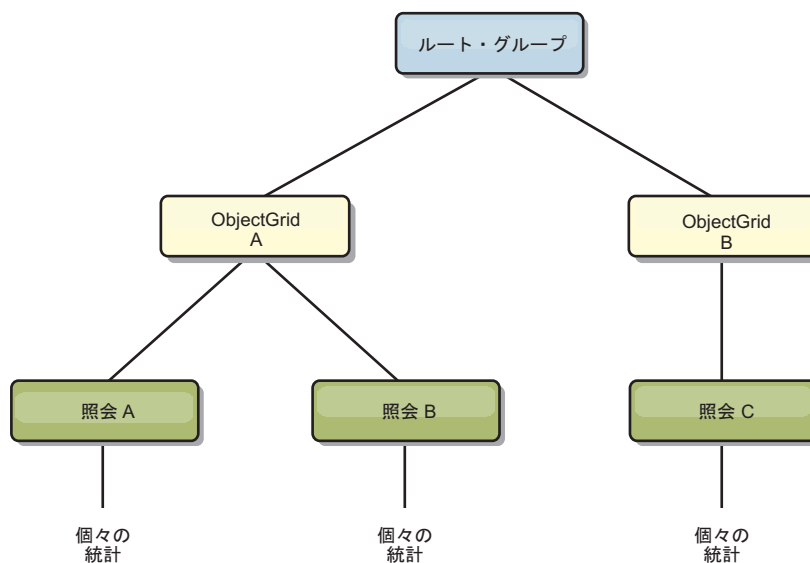 ルート・グループ
ObjectGrid
A
ObjectGrid
B
照会 A
照会 B
照会 C
個々の
統計
個々の
統計
個々の
統計